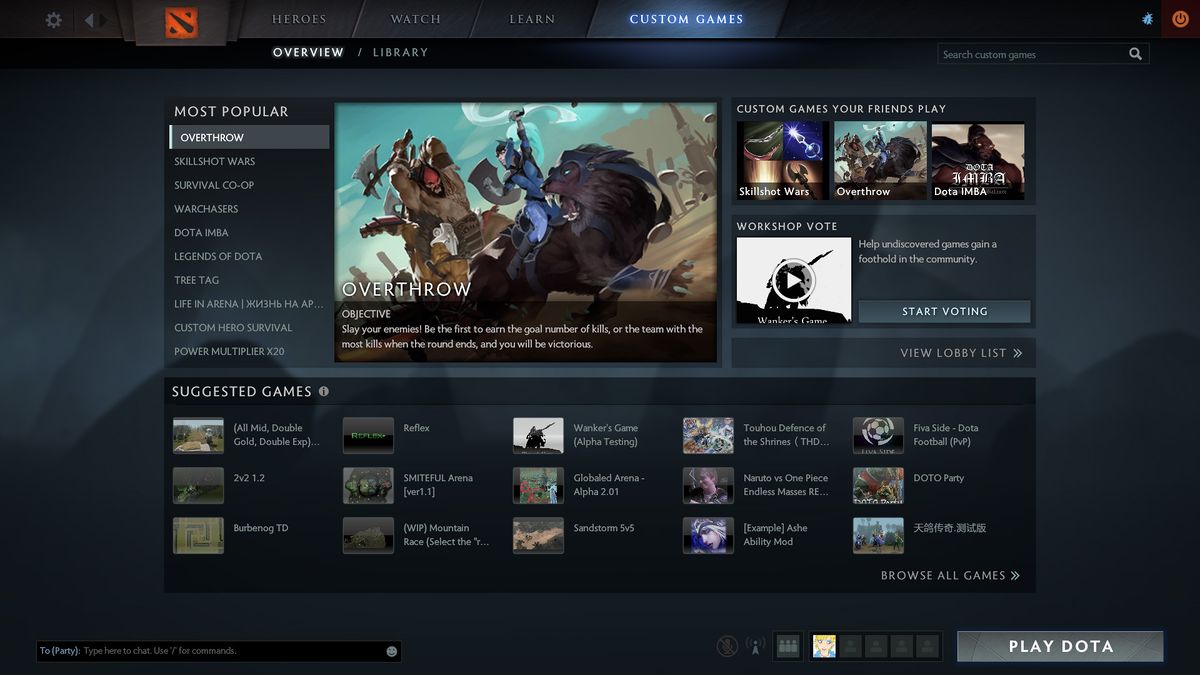 HEROES
WATCH
LEARN
CUSTOM GAMES
OVERVIEW / LIBRARY
Search custom games
MOST POPULAR
OVERTHROW
SKILLSHOT WARS
SURVIVAL CO-OP
WARCHASERS
DOTA IMBA
LEGENDS OF DOTA
TREE TAG
LIFE IN ARENA | ЖИЗНЬ НА АР...
CUSTOM HERO SURVIVAL
POWER MULTIPLIER X20
OVERTHROW
OBJECTIVE
Slay your enemies! Be the first to earn the goal number of kills, or the team with the
most kills when the round ends, and you will be victorious.
CUSTOM GAMES YOUR FRIENDS PLAY
Skillshot Wars
Overthrow
DOTA
IMBA
Dota IMBA
WORKSHOP VOTE
Wanker's Game
Help undiscovered games gain a
foothold in the community.
START VOTING
VIEW LOBBY LIST
SUGGESTED GAMES
(All Mid, Double
Gold, Double Exp)...
REFLEX+
Reflex
Wanker's Game
(Alpha Testing)
Touhou Defence of
the Shrines ( THD...
FIVA SIDE
Fiva Side - Dota
Football (PvP)
2v2 1.2
SMITEFUL Arena
[ver1.1]
Globaled Arena -
Alpha 2.01
Naruto vs One Piece
Endless Masses RE...
DOTO Party
DOTO Party
Burbenog TD
(WIP) Mountain
Race (Select the "r...
Sandstorm 5v5
[Example] Ashe
Ability Mod
天鸽传奇.测试版
BROWSE ALL GAMES
To (Party): Type here to chat. Use '/' for commands.
PLAY DOTA